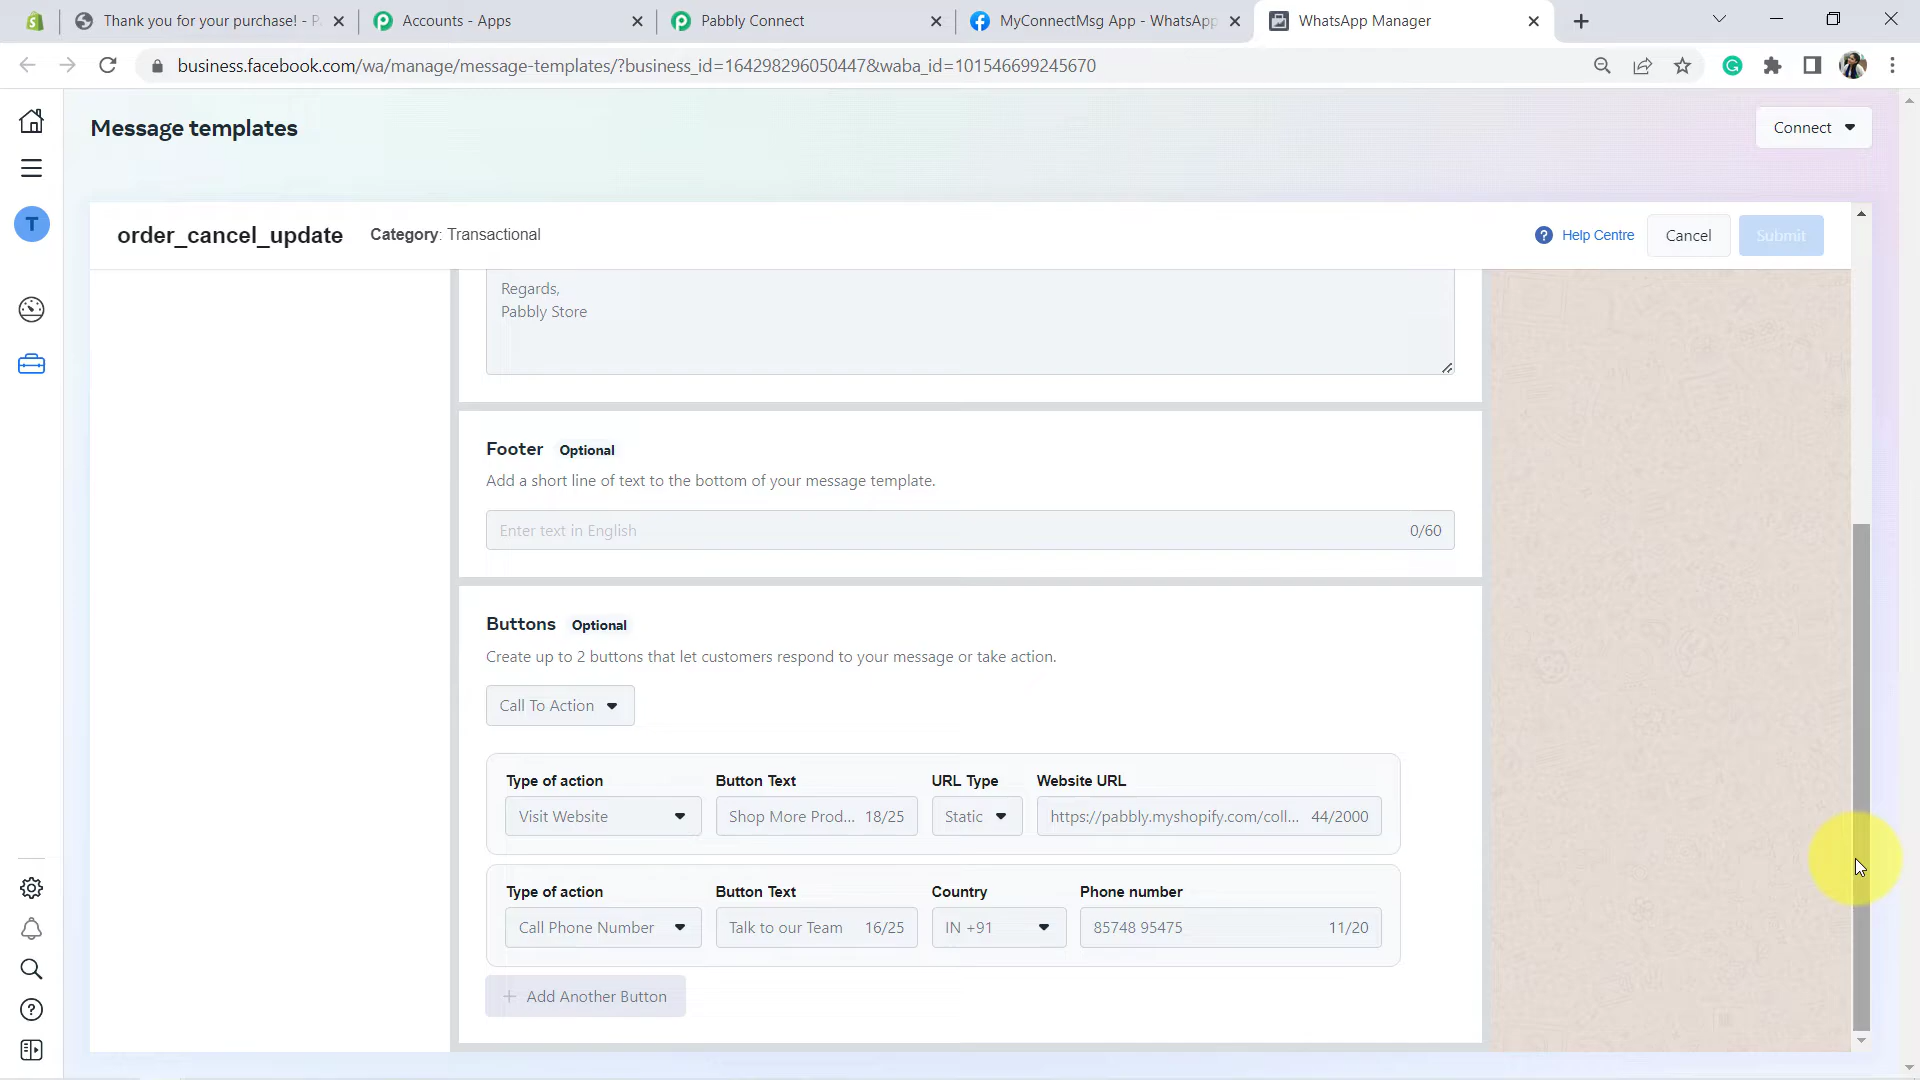 Thank you for your purchase! - P
Accounts - Apps
Pabbly Connect
MyConnectMsg App - WhatsApp
WhatsApp Manager
business.facebook.com/wa/manage/message-templates/?business_id=164298296050447&waba_id=101546699245670
Message templates
Connect
T
order_cancel_update
Category: Transactional
? Help Centre
Cancel
Submit
Regards,
Pabbly Store
Footer Optional
Add a short line of text to the bottom of your message template.
Enter text in English 0/60
Buttons Optional
Create up to 2 buttons that let customers respond to your message or take action.
Call To Action
Type of action Button Text URL Type Website URL
Visit Website Shop More Prod... 18/25 Static https://pabbly.myshopify.com/coll... 44/2000
Type of action Button Text Country Phone number
Call Phone Number Talk to our Team 16/25 IN +91 85748 95475 11/20
+ Add Another Button